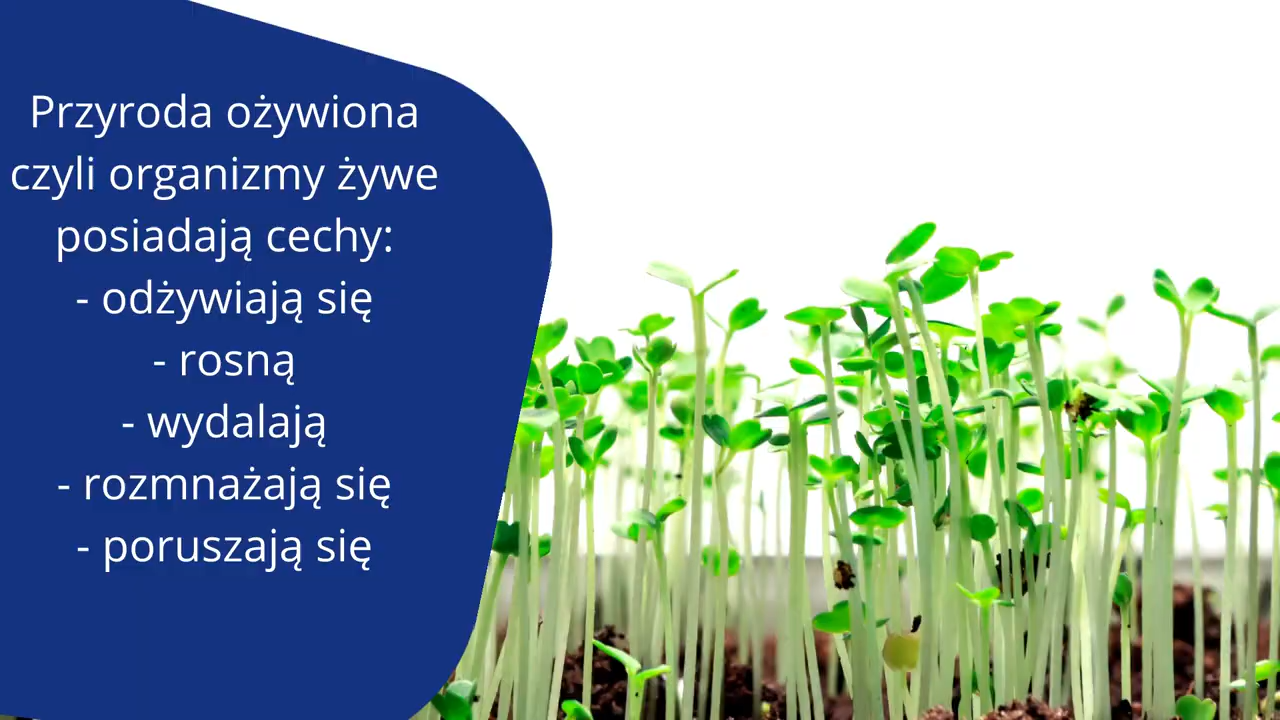 Przyroda ożywiona
czyli organizmy żywe
posiadają cechy:
- odżywiają się
- rosną
- wydalają
- rozmnażają się
- poruszają się